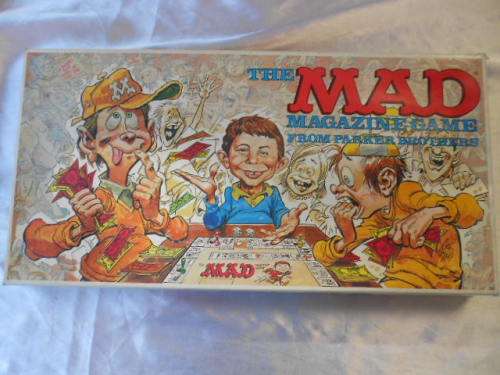 THE MAD
MAGAZINE GAME
FROM PARKER BROTHERS
M
MAD